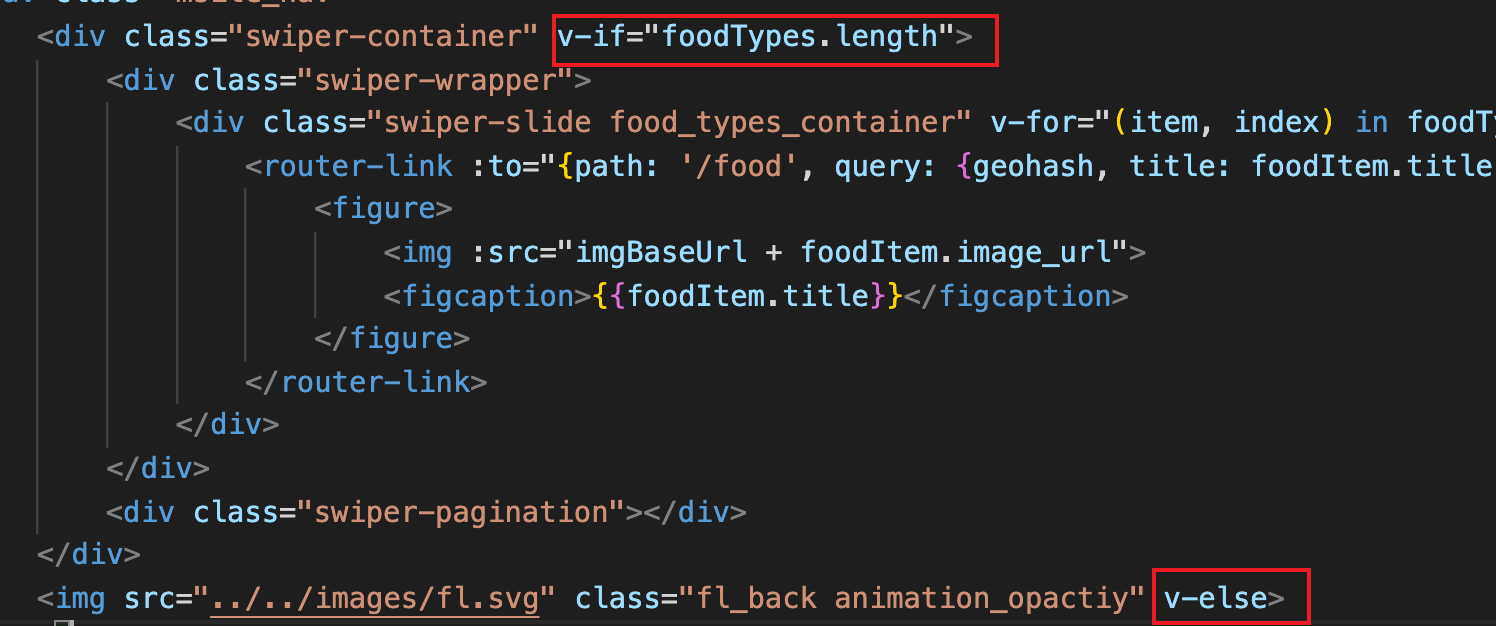 <div class="swiper-container" v-if="foodTypes.length">
<div class="swiper-wrapper">
<div class="swiper-slide food_types_container" v-for="(item, index) in foodTy
<router-link :to="{path: '/food', query: {geohash, title: foodItem.title
<figure>
<img :src="imgBaseUrl + foodItem.image_url">
<figcaption>{{foodItem.title}}</figcaption>
</figure>
</router-link>
</div>
</div>
<div class="swiper-pagination"></div>
</div>
<img src="../../images/fl.svg" class="fl_back animation_opactiy" v-else>